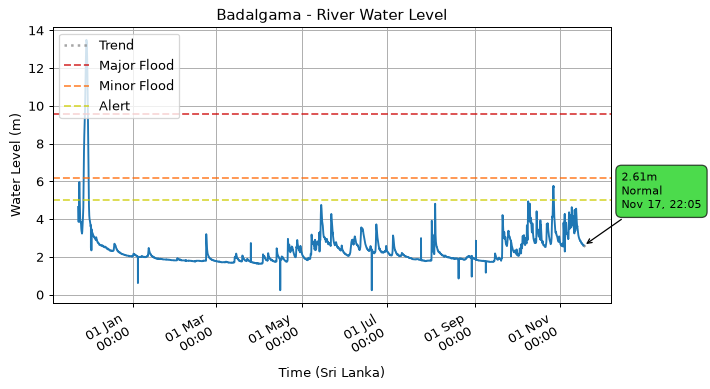 Badalgama - River Water Level
14
12
10
8
6
4
2
0
Water Level (m)
Trend
Major Flood
Minor Flood
Alert
2.61m
Normal
Nov 17, 22:05
01 Jan
00:00
01 Mar
00:00
01 May
00:00
01 Jul
00:00
01 Sep
00:00
01 Nov
00:00
Time (Sri Lanka)